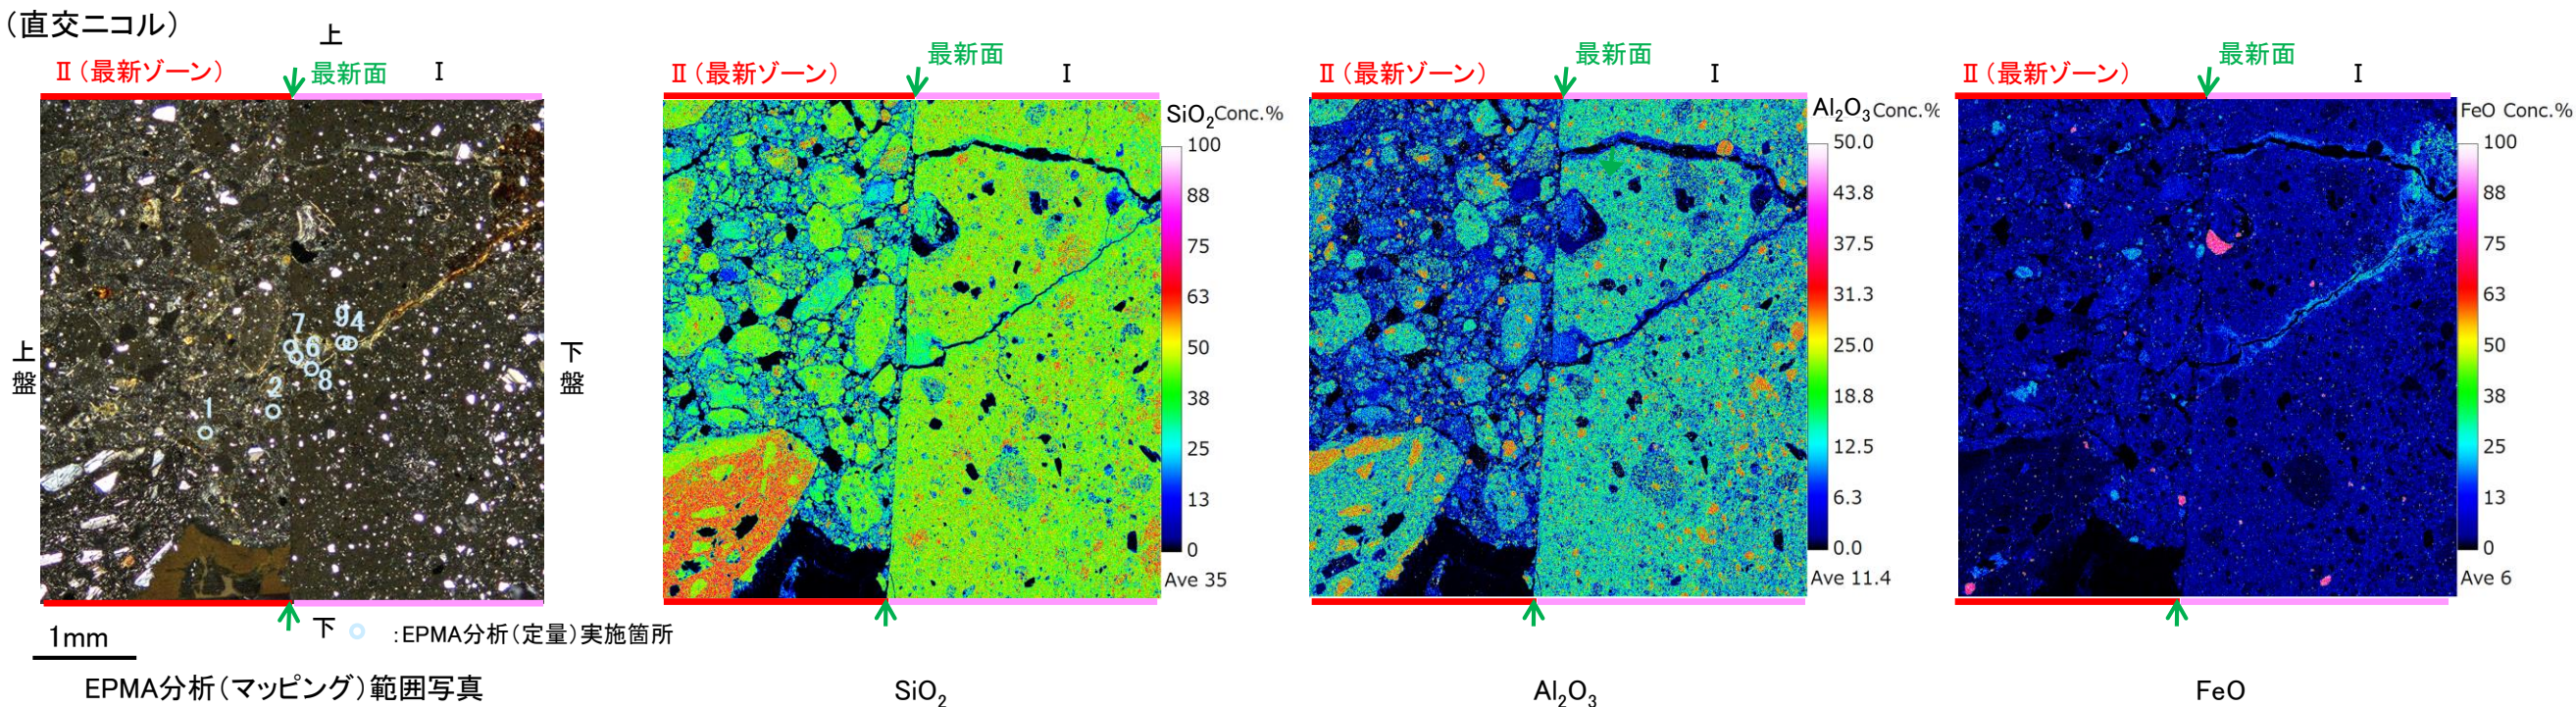 (直交ニコル)
上
Ⅱ(最新ゾーン)
最新面
Ⅰ
上盤
下盤
1
2
7
6
8
94
下
:EPMA分析(定量)実施箇所
1mm
EPMA分析(マッピング)範囲写真
最新面
Ⅱ(最新ゾーン)
Ⅰ
SiO₂Conc.%
100
88
75
63
50
38
25
13
0
Ave 35
SiO₂
最新面
Ⅱ(最新ゾーン)
Ⅰ
Al₂O₃Conc.%
50.0
43.8
37.5
31.3
25.0
18.8
12.5
6.3
0.0
Ave 11.4
Al₂O₃
最新面
Ⅱ(最新ゾーン)
Ⅰ
FeO Conc.%
100
88
75
63
50
38
25
13
0
Ave 6
FeO